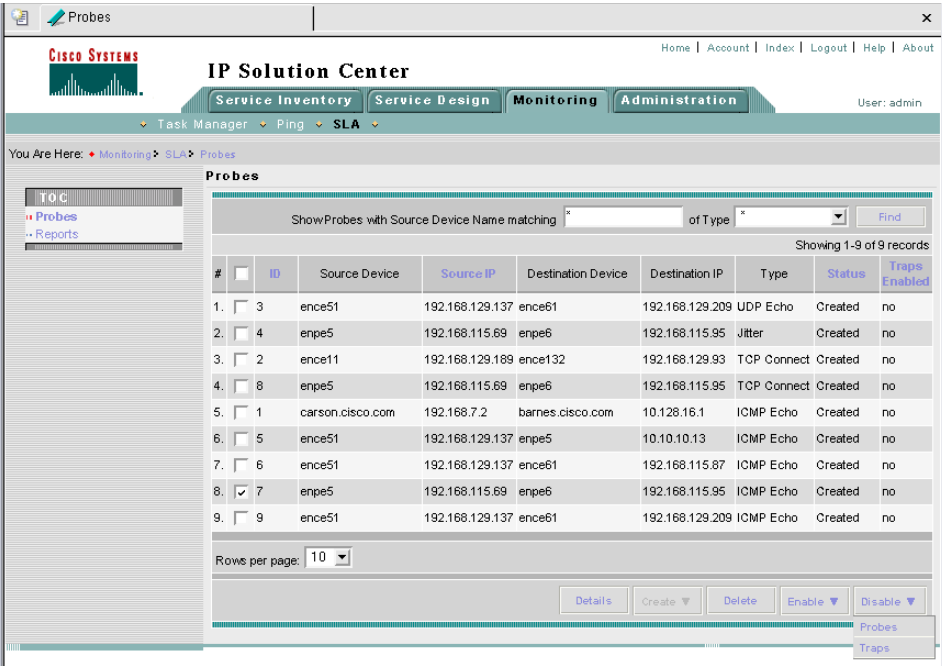 Probes
CISCO SYSTEMS
Home | Account | Index | Logout | Help | About
IP Solution Center
Service Inventory Service Design Monitoring Administration
User: admin
Task Manager Ping SLA
You Are Here: Monitoring SLA Probes
Probes
TOC
Probes
Reports
Show Probes with Source Device Name matching * of Type * Find
Showing 1-9 of 9 records
# ID Source Device Source IP Destination Device Destination IP Type Status Traps Enabled
1. 3 ence51 192.168.129.137 ence61 192.168.129.209 UDP Echo Created no
2. 4 enpe5 192.168.115.69 enpe6 192.168.115.95 Jitter Created no
3. 2 ence11 192.168.129.189 ence132 192.168.129.93 TCP Connect Created no
4. 8 enpe5 192.168.115.69 enpe6 192.168.115.95 TCP Connect Created no
5. 1 carson.cisco.com 192.168.7.2 barnes.cisco.com 10.128.16.1 ICMP Echo Created no
6. 5 ence51 192.168.129.137 enpe5 10.10.10.13 ICMP Echo Created no
7. 6 ence51 192.168.129.137 ence61 192.168.115.87 ICMP Echo Created no
8. 7 enpe5 192.168.115.69 enpe6 192.168.115.95 ICMP Echo Created no
9. 9 ence51 192.168.129.137 ence61 192.168.129.209 ICMP Echo Created no
Rows per page: 10
Details Create Delete Enable Disable
Probes
Traps